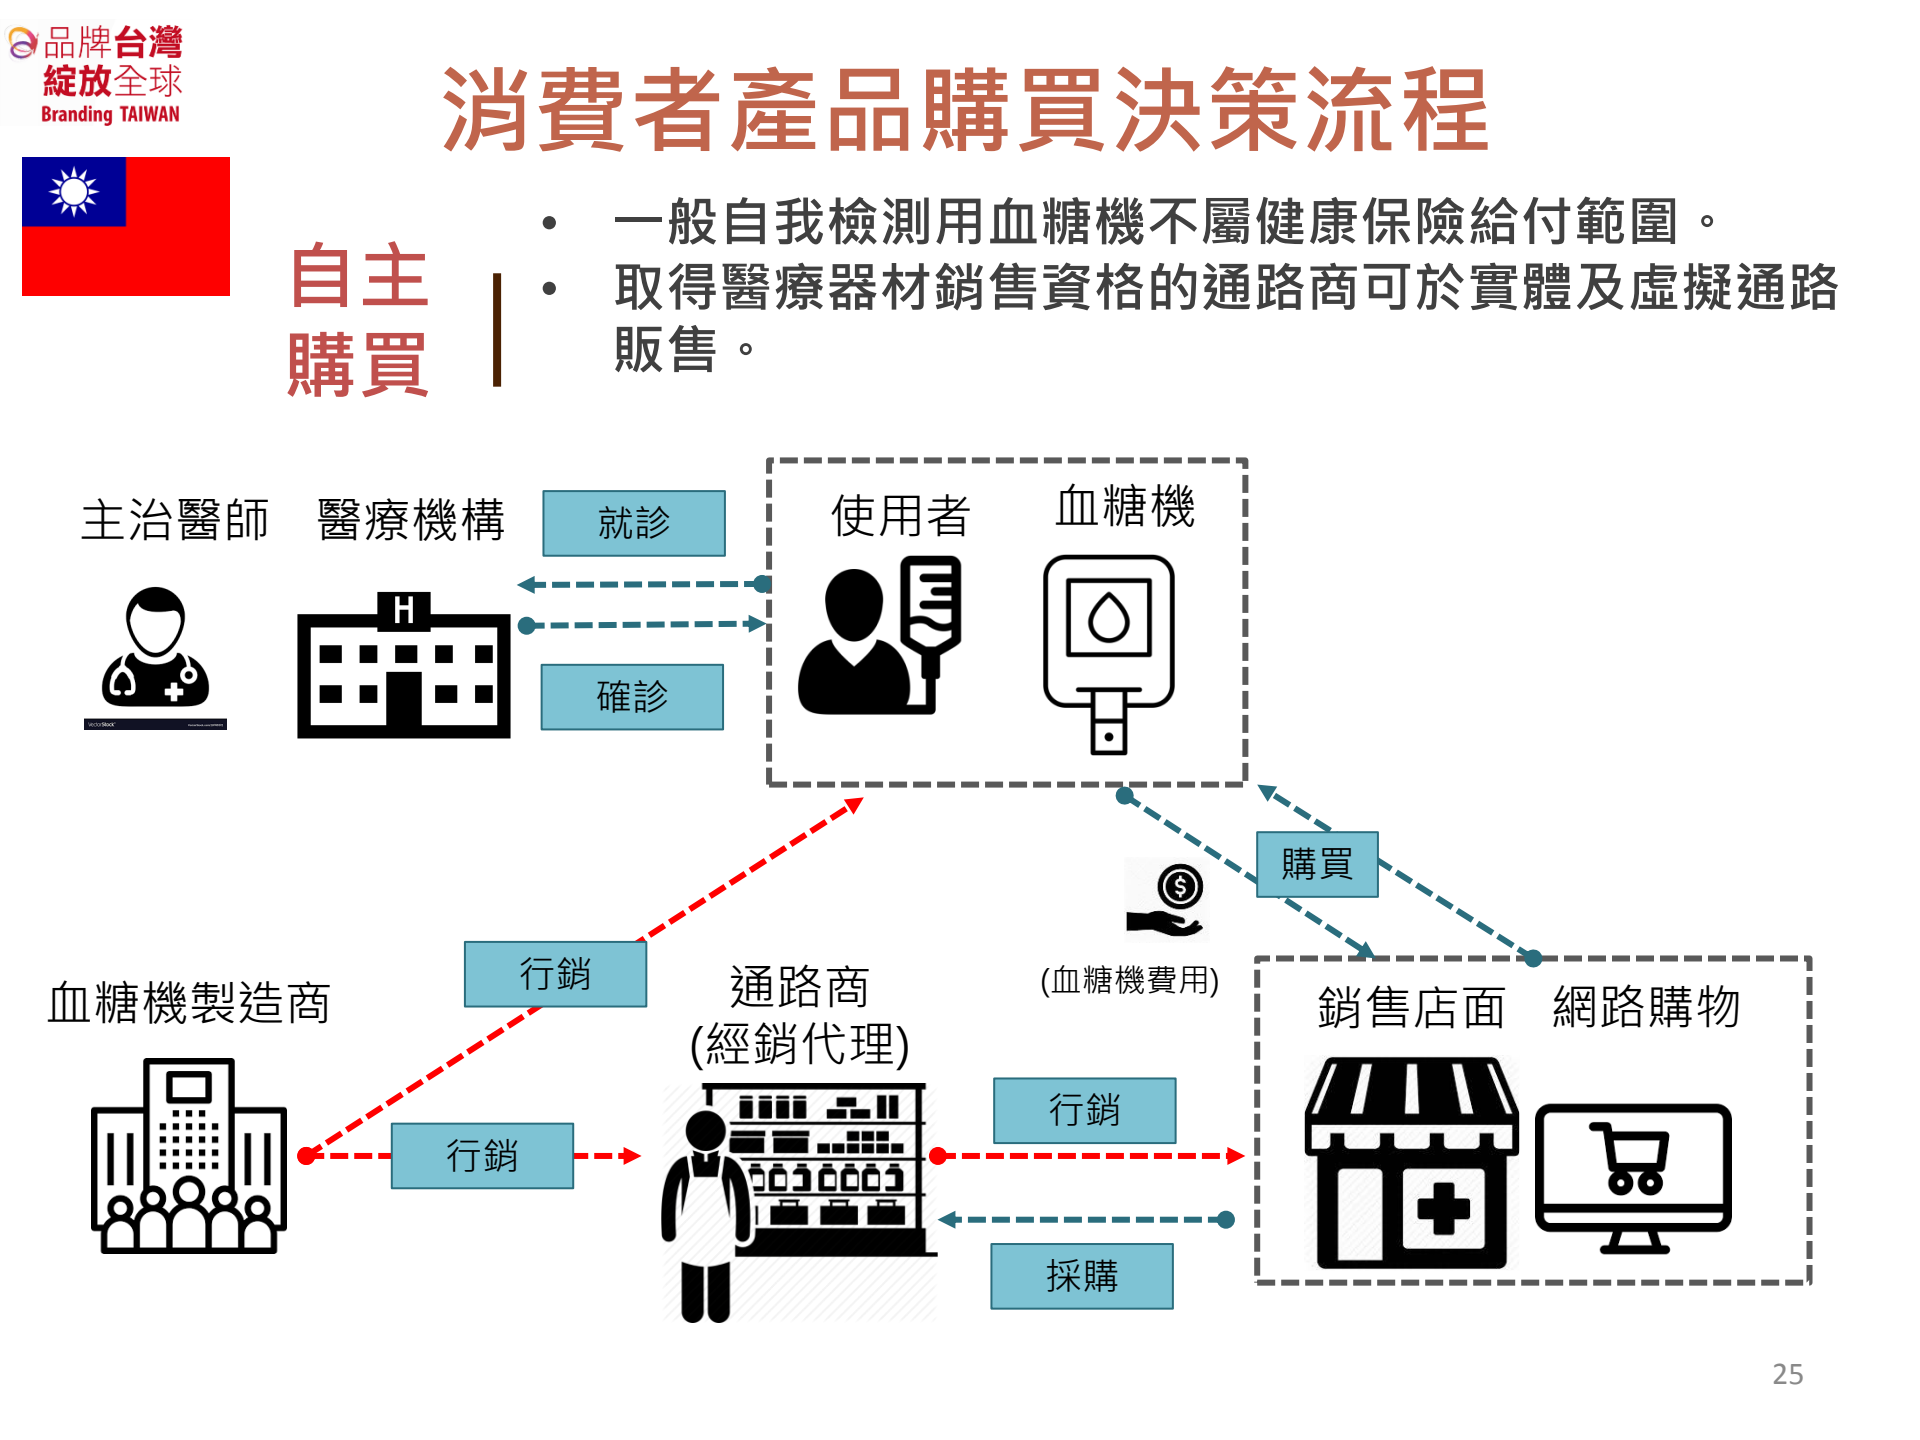 品牌台灣
綻放全球
Branding TAIWAN
消費者產品購買決策流程
自主
購買
• 一般自我檢測用血糖機不屬健康保險給付範圍。
• 取得醫療器材銷售資格的通路商可於實體及虛擬通路
販售。
主治醫師
醫療機構
就診
確診
使用者
血糖機
H
VectorStock
購買
$
(血糖機費用)
行銷
血糖機製造商
行銷
通路商
(經銷代理)
行銷
採購
銷售店面
網路購物
25